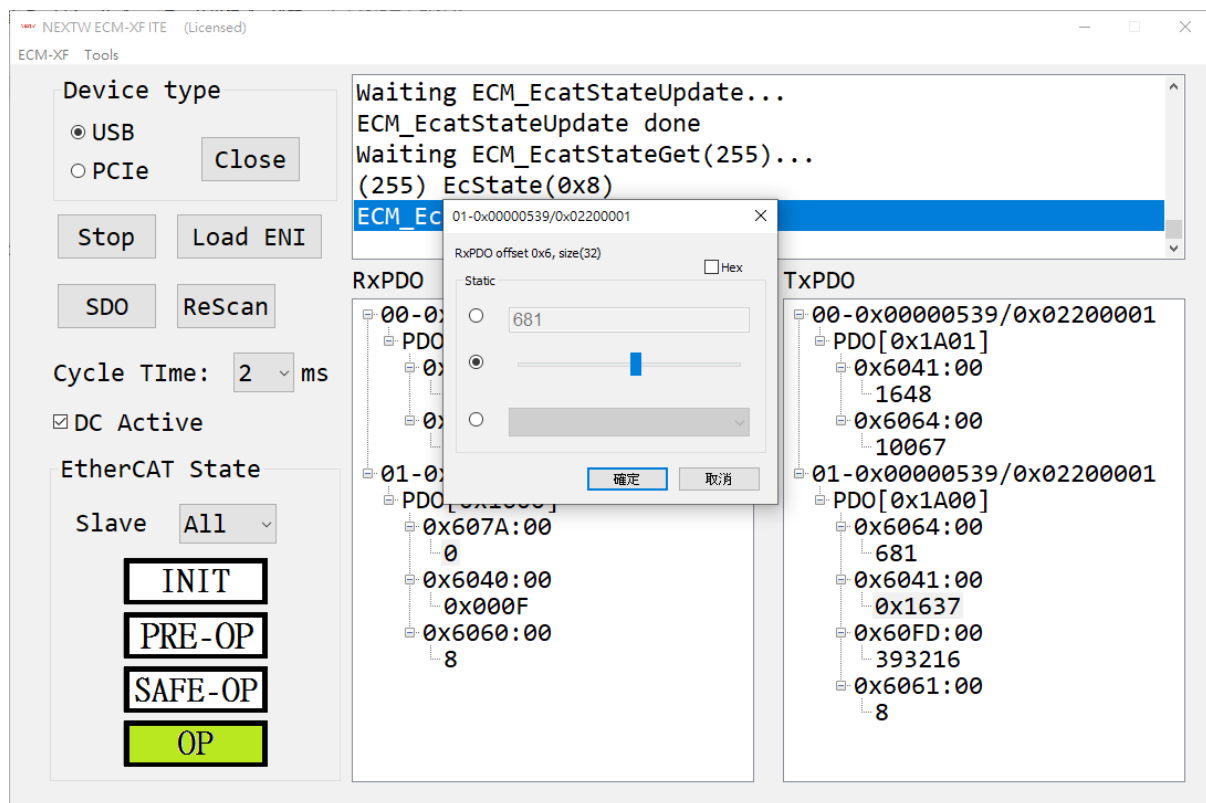 NEXTW ECM-XF ITE (Licensed)
ECM-XF Tools
Device type
USB
PCIe
Close
Stop
Load ENI
SDO
ReScan
Cycle TIme: 2 ms
DC Active
EtherCAT State
Slave All
INIT
PRE-OP
SAFE-OP
OP
Waiting ECM_EcatStateUpdate...
ECM_EcatStateUpdate done
Waiting ECM_EcatStateGet(255)...
(255) EcState(0x8)
ECM_Ec
01-0x00000539/0x02200001
RxPDO offset 0x6, size(32)
Hex
Static
681
確定
取消
RxPDO
00-0x
PDO
0x
0x
01-0x
0x607A:00
0
0x6040:00
0x000F
0x6060:00
8
TxPDO
00-0x00000539/0x02200001
PDO[0x1A01]
0x6041:00
1648
0x6064:00
10067
01-0x00000539/0x02200001
PDO[0x1A00]
0x6064:00
681
0x6041:00
0x1637
0x60FD:00
393216
0x6061:00
8